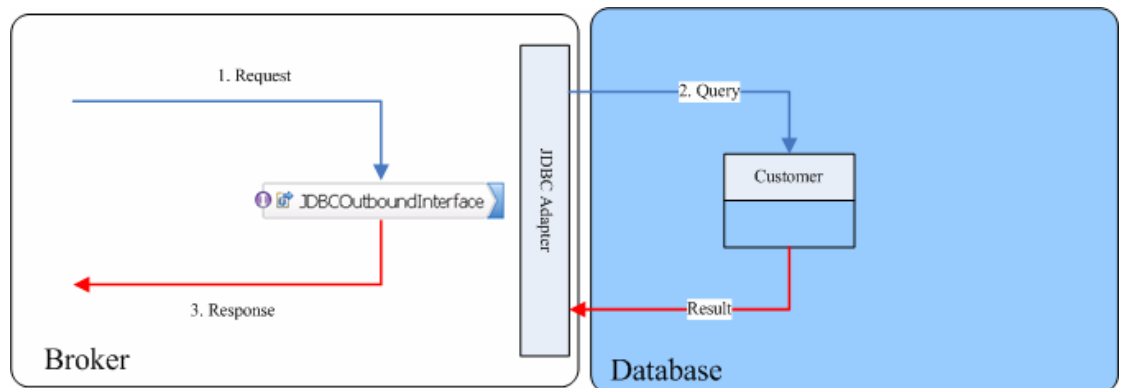 1. Request
2. Query
JDBCOutboundInterface
JDBC Adapter
Customer
3. Response
Result
Broker
Database